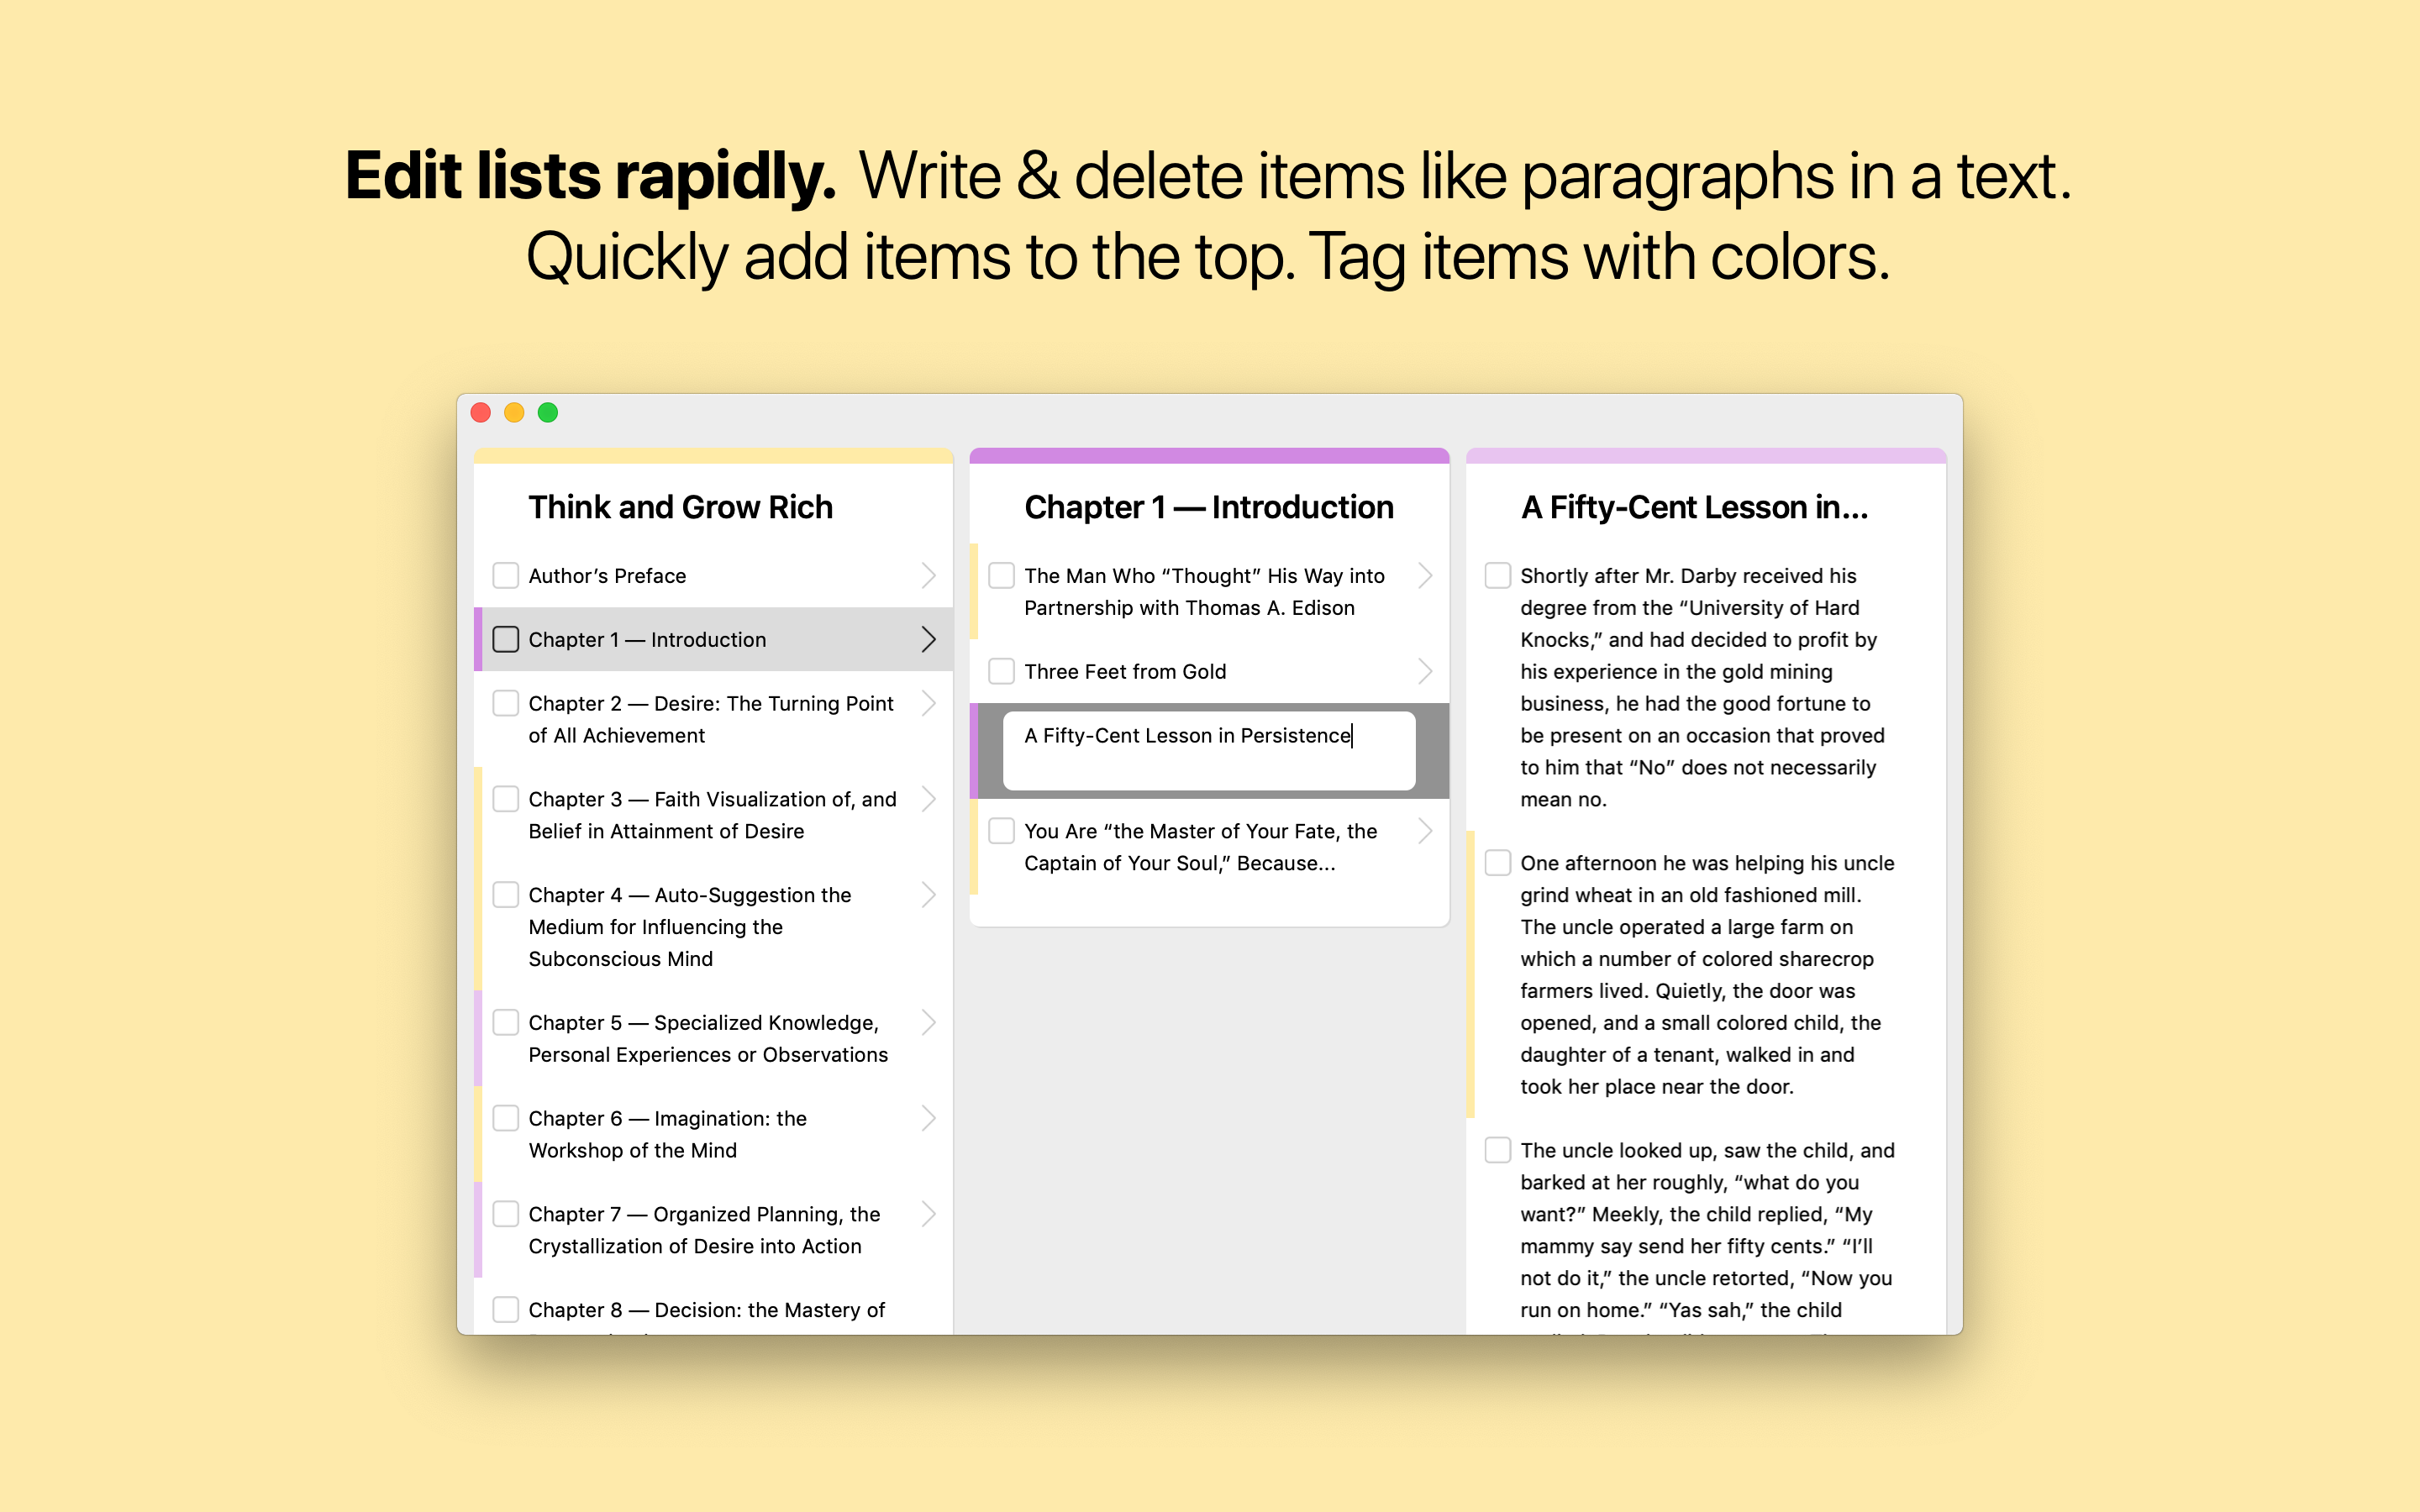 Edit lists rapidly. Write & delete items like paragraphs in a text.
Quickly add items to the top. Tag items with colors.
Think and Grow Rich
Author’s Preface
Chapter 1 — Introduction
Chapter 2 — Desire: The Turning Point
of All Achievement
Chapter 3 — Faith Visualization of, and
Belief in Attainment of Desire
Chapter 4 — Auto-Suggestion the
Medium for Influencing the
Subconscious Mind
Chapter 5 — Specialized Knowledge,
Personal Experiences or Observations
Chapter 6 — Imagination: the
Workshop of the Mind
Chapter 7 — Organized Planning, the
Crystallization of Desire into Action
Chapter 8 — Decision: the Mastery of
Chapter 1 — Introduction
The Man Who “Thought” His Way into
Partnership with Thomas A. Edison
Three Feet from Gold
A Fifty-Cent Lesson in Persistence
You Are “the Master of Your Fate, the
Captain of Your Soul,” Because...
A Fifty-Cent Lesson in...
Shortly after Mr. Darby received his
degree from the “University of Hard
Knocks,” and had decided to profit by
his experience in the gold mining
business, he had the good fortune to
be present on an occasion that proved
to him that “No” does not necessarily
mean no.
One afternoon he was helping his uncle
grind wheat in an old fashioned mill.
The uncle operated a large farm on
which a number of colored sharecrop
farmers lived. Quietly, the door was
opened, and a small colored child, the
daughter of a tenant, walked in and
took her place near the door.
The uncle looked up, saw the child, and
barked at her roughly, “what do you
want?” Meekly, the child replied, “My
mammy say send her fifty cents.” “I’ll
not do it,” the uncle retorted, “Now you
run on home.” “Yas sah,” the child